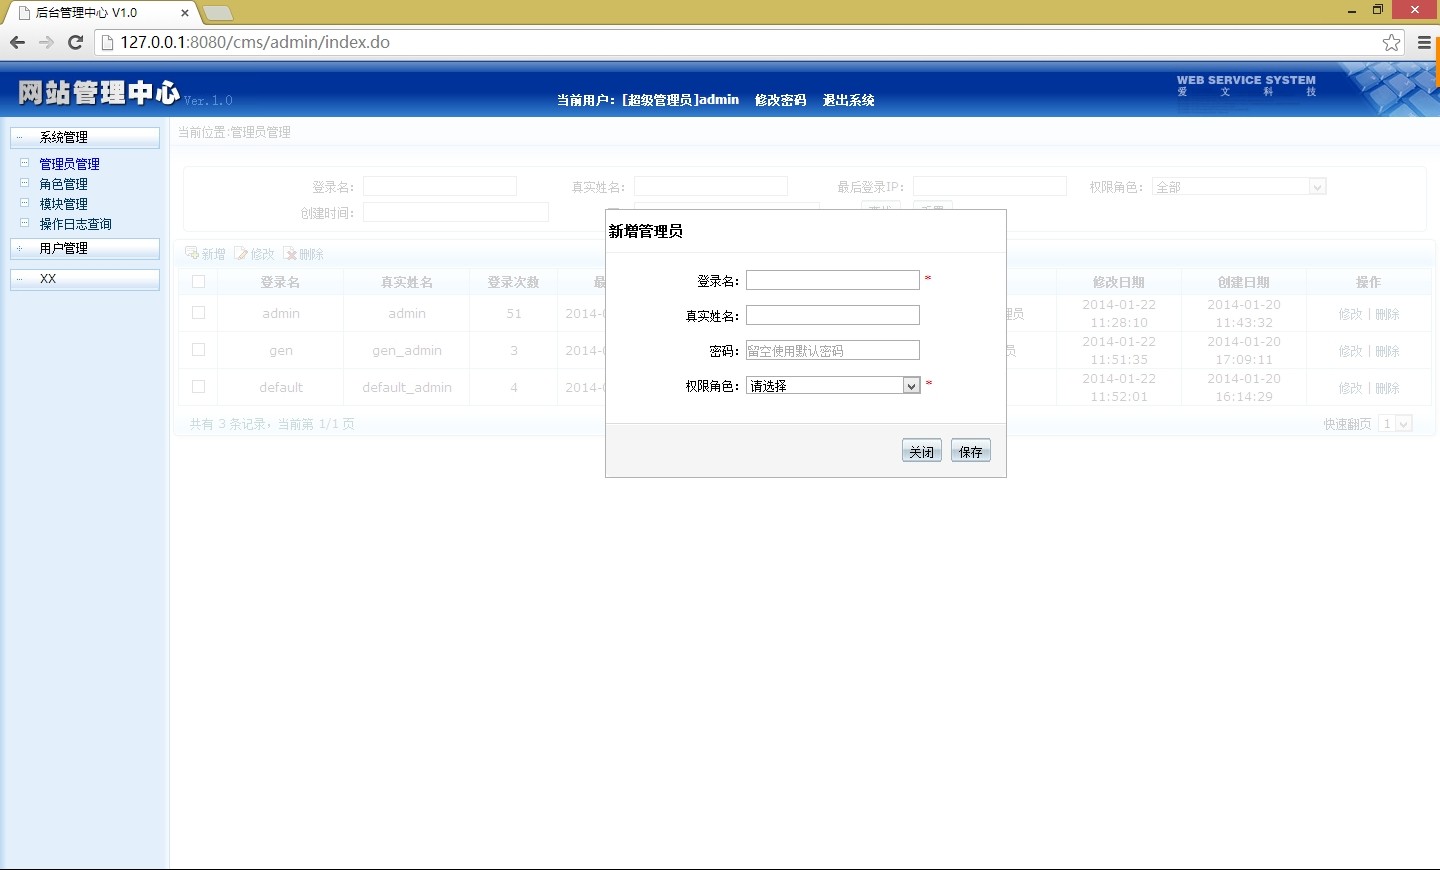 后台管理中心 V1.0
127.0.0.1:8080/cms/admin/index.do
网站管理中心 Ver.1.0
当前用户：[超级管理员]admin 修改密码 退出系统
WEB SERVICE SYSTEM
爱 文 科 技
系统管理
管理员管理
角色管理
模块管理
操作日志查询
用户管理
XX
当前位置:管理员管理
登录名： 真实姓名： 最后登录IP： 权限角色： 全部
创建时间：
新增 修改 删除
登录名 真实姓名 登录次数 最 修改日期 创建日期 操作
admin admin 51 2014-0 员 2014-01-22 11:28:10 2014-01-20 11:43:32 修改 | 删除
gen gen_admin 3 2014-0 员 2014-01-22 11:51:35 2014-01-20 17:09:11 修改 | 删除
default default_admin 4 2014-0 2014-01-22 11:52:01 2014-01-20 16:14:29 修改 | 删除
共有 3 条记录，当前第 1/1 页 快速翻页 1
新增管理员
登录名： *
真实姓名：
密码： 留空使用默认密码
权限角色： 请选择 *
关闭 保存